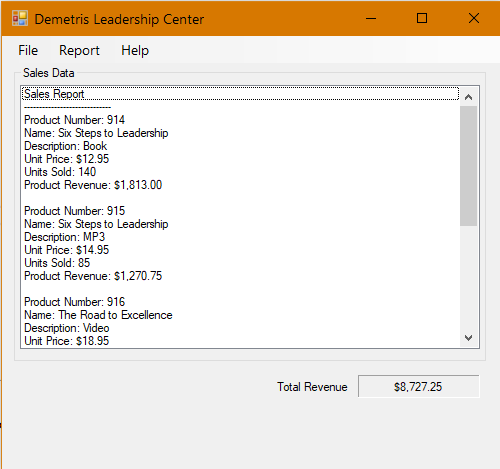 Demetris Leadership Center
File Report Help
Sales Data
Sales Report
------------------------------
Product Number: 914
Name: Six Steps to Leadership
Description: Book
Unit Price: $12.95
Units Sold: 140
Product Revenue: $1,813.00
Product Number: 915
Name: Six Steps to Leadership
Description: MP3
Unit Price: $14.95
Units Sold: 85
Product Revenue: $1,270.75
Product Number: 916
Name: The Road to Excellence
Description: Video
Unit Price: $18.95
Total Revenue $8,727.25